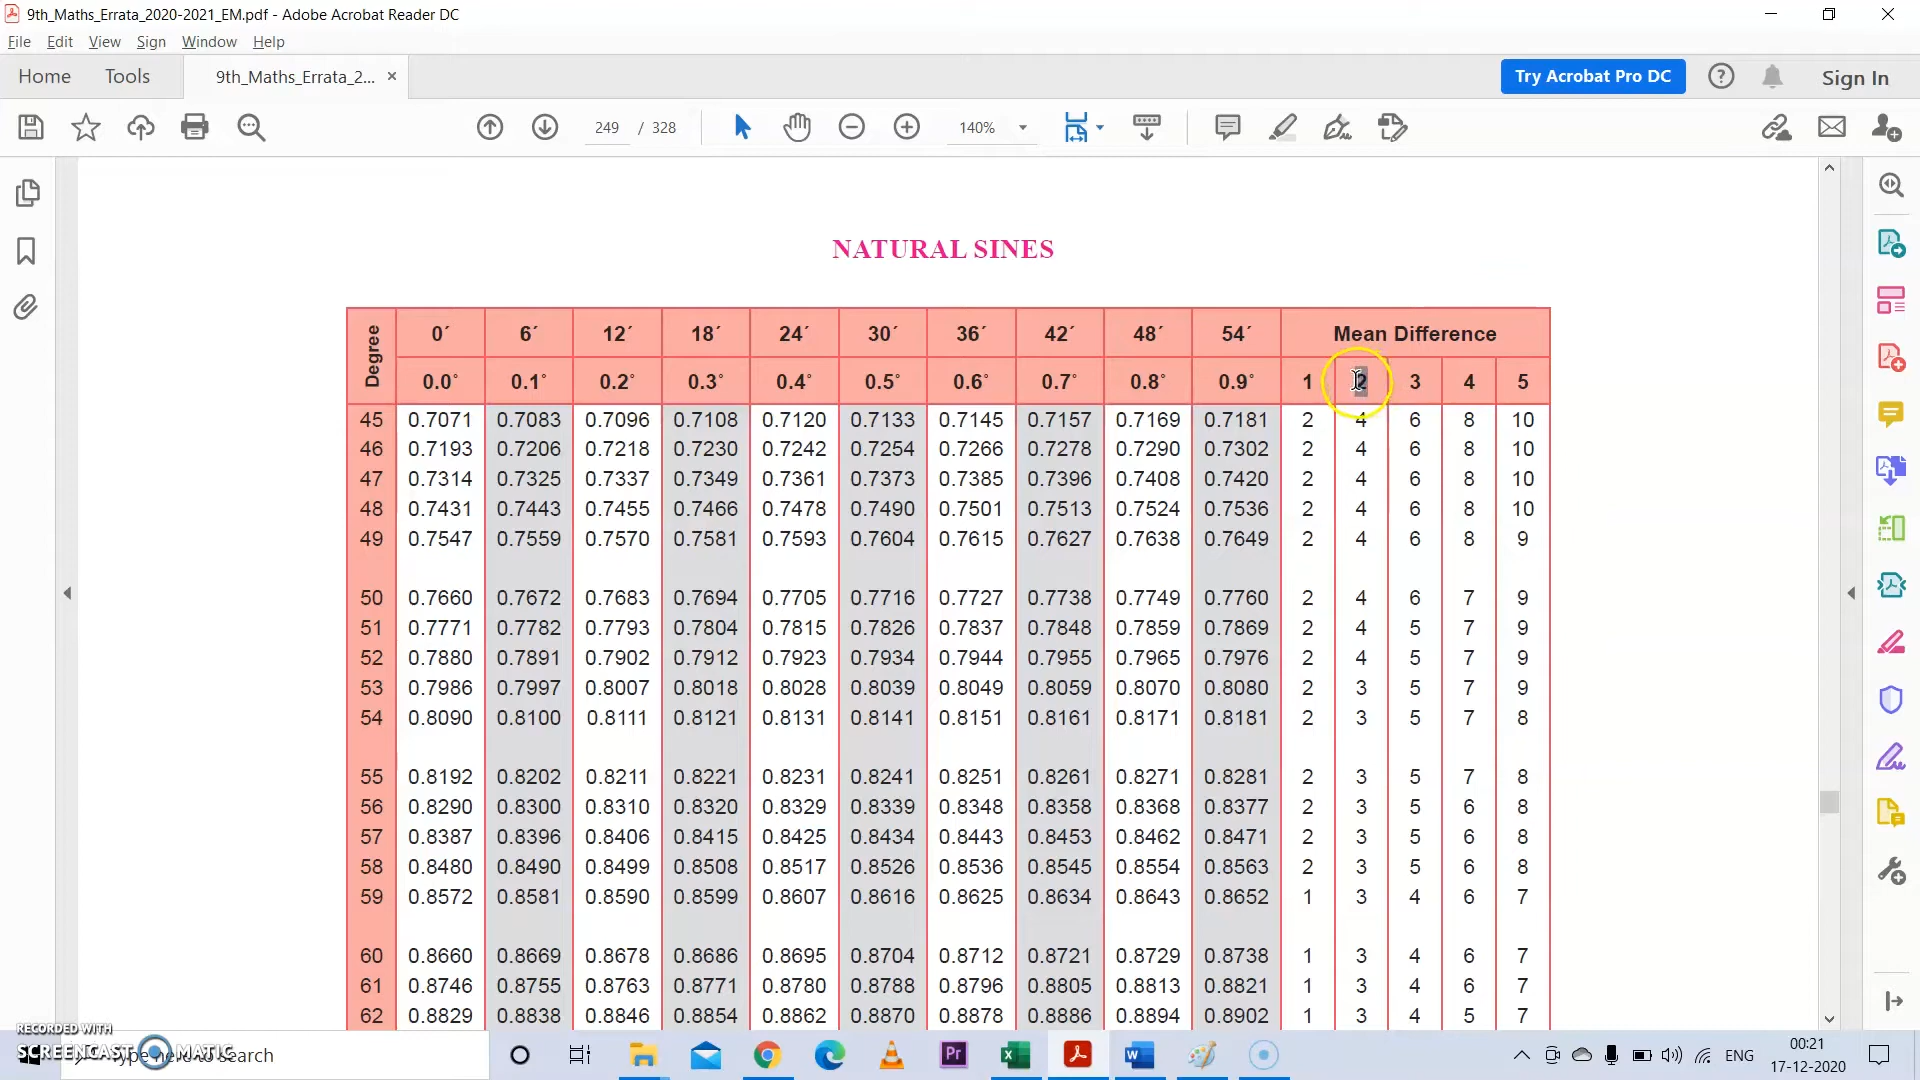 9th_Maths_Errata_2020-2021_EM.pdf - Adobe Acrobat Reader DC
File Edit View Sign Window Help
Home Tools 9th_Maths_Errata_2... × Try Acrobat Pro DC ? Sign In
249 / 328 140%
NATURAL SINES
Degree 0´ 6´ 12´ 18´ 24´ 30´ 36´ 42´ 48´ 54´ Mean Difference
0.0˚ 0.1˚ 0.2˚ 0.3˚ 0.4˚ 0.5˚ 0.6˚ 0.7˚ 0.8˚ 0.9˚ 1 2 3 4 5
45 0.7071 0.7083 0.7096 0.7108 0.7120 0.7133 0.7145 0.7157 0.7169 0.7181 2 4 6 8 10
46 0.7193 0.7206 0.7218 0.7230 0.7242 0.7254 0.7266 0.7278 0.7290 0.7302 2 4 6 8 10
47 0.7314 0.7325 0.7337 0.7349 0.7361 0.7373 0.7385 0.7396 0.7408 0.7420 2 4 6 8 10
48 0.7431 0.7443 0.7455 0.7466 0.7478 0.7490 0.7501 0.7513 0.7524 0.7536 2 4 6 8 10
49 0.7547 0.7559 0.7570 0.7581 0.7593 0.7604 0.7615 0.7627 0.7638 0.7649 2 4 6 8 9
50 0.7660 0.7672 0.7683 0.7694 0.7705 0.7716 0.7727 0.7738 0.7749 0.7760 2 4 6 7 9
51 0.7771 0.7782 0.7793 0.7804 0.7815 0.7826 0.7837 0.7848 0.7859 0.7869 2 4 5 7 9
52 0.7880 0.7891 0.7902 0.7912 0.7923 0.7934 0.7944 0.7955 0.7965 0.7976 2 4 5 7 9
53 0.7986 0.7997 0.8007 0.8018 0.8028 0.8039 0.8049 0.8059 0.8070 0.8080 2 3 5 7 9
54 0.8090 0.8100 0.8111 0.8121 0.8131 0.8141 0.8151 0.8161 0.8171 0.8181 2 3 5 7 8
55 0.8192 0.8202 0.8211 0.8221 0.8231 0.8241 0.8251 0.8261 0.8271 0.8281 2 3 5 7 8
56 0.8290 0.8300 0.8310 0.8320 0.8329 0.8339 0.8348 0.8358 0.8368 0.8377 2 3 5 6 8
57 0.8387 0.8396 0.8406 0.8415 0.8425 0.8434 0.8443 0.8453 0.8462 0.8471 2 3 5 6 8
58 0.8480 0.8490 0.8499 0.8508 0.8517 0.8526 0.8536 0.8545 0.8554 0.8563 2 3 5 6 8
59 0.8572 0.8581 0.8590 0.8599 0.8607 0.8616 0.8625 0.8634 0.8643 0.8652 1 3 4 6 7
60 0.8660 0.8669 0.8678 0.8686 0.8695 0.8704 0.8712 0.8721 0.8729 0.8738 1 3 4 6 7
61 0.8746 0.8755 0.8763 0.8771 0.8780 0.8788 0.8796 0.8805 0.8813 0.8821 1 3 4 6 7
62 0.8829 0.8838 0.8846 0.8854 0.8862 0.8870 0.8878 0.8886 0.8894 0.8902 1 3 4 5 7
RECORDED WITH
SCREENCAST MATIC
Type here to search
Pr
ENG
00:21
17-12-2020